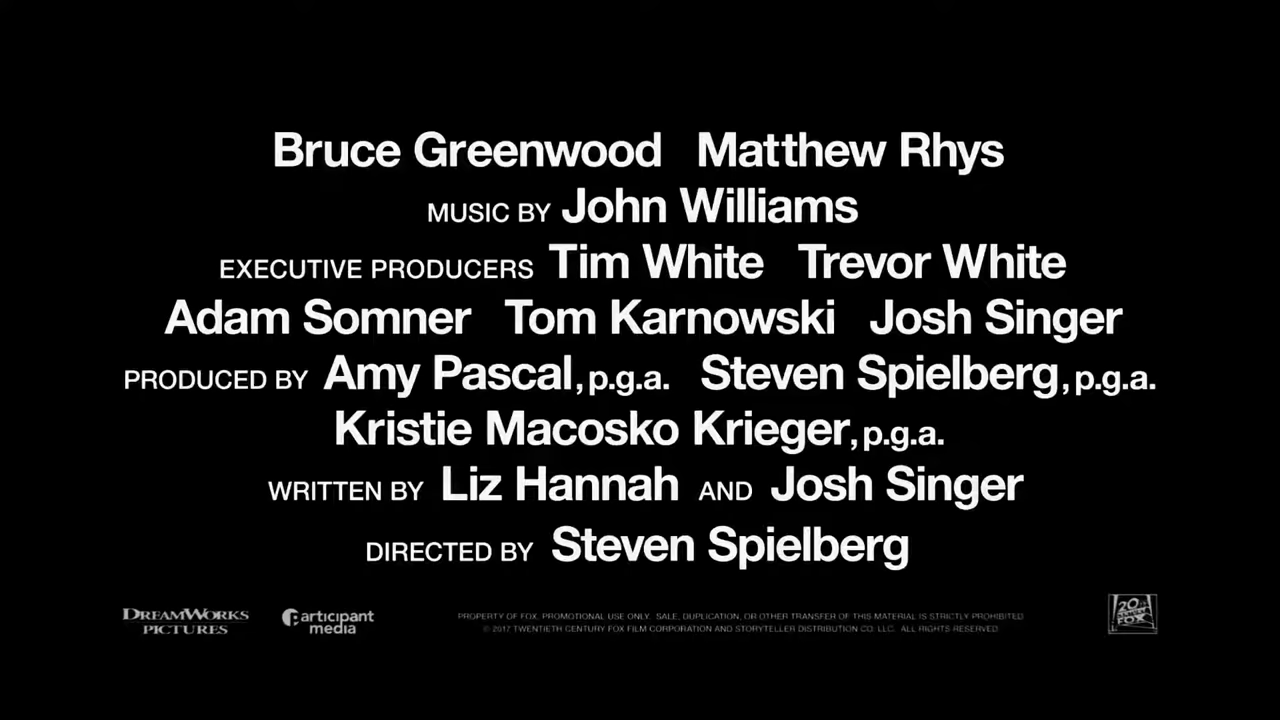 Bruce Greenwood Matthew Rhys
MUSIC BY John Williams
EXECUTIVE PRODUCERS Tim White Trevor White
Adam Somner Tom Karnowski Josh Singer
PRODUCED BY Amy Pascal, p.g.a. Steven Spielberg, p.g.a.
Kristie Macosko Krieger, p.g.a.
WRITTEN BY Liz Hannah AND Josh Singer
DIRECTED BY Steven Spielberg
DREAMWORKS PICTURES
Participant media
PROPERTY OF FOX. PROMOTIONAL USE ONLY. SALE, DUPLICATION, OR OTHER TRANSFER OF THIS MATERIAL IS STRICTLY PROHIBITED
© 2017 TWENTIETH CENTURY FOX FILM CORPORATION AND STORYTELLER DISTRIBUTION CO. LLC. ALL RIGHTS RESERVED.
20th CENTURY FOX